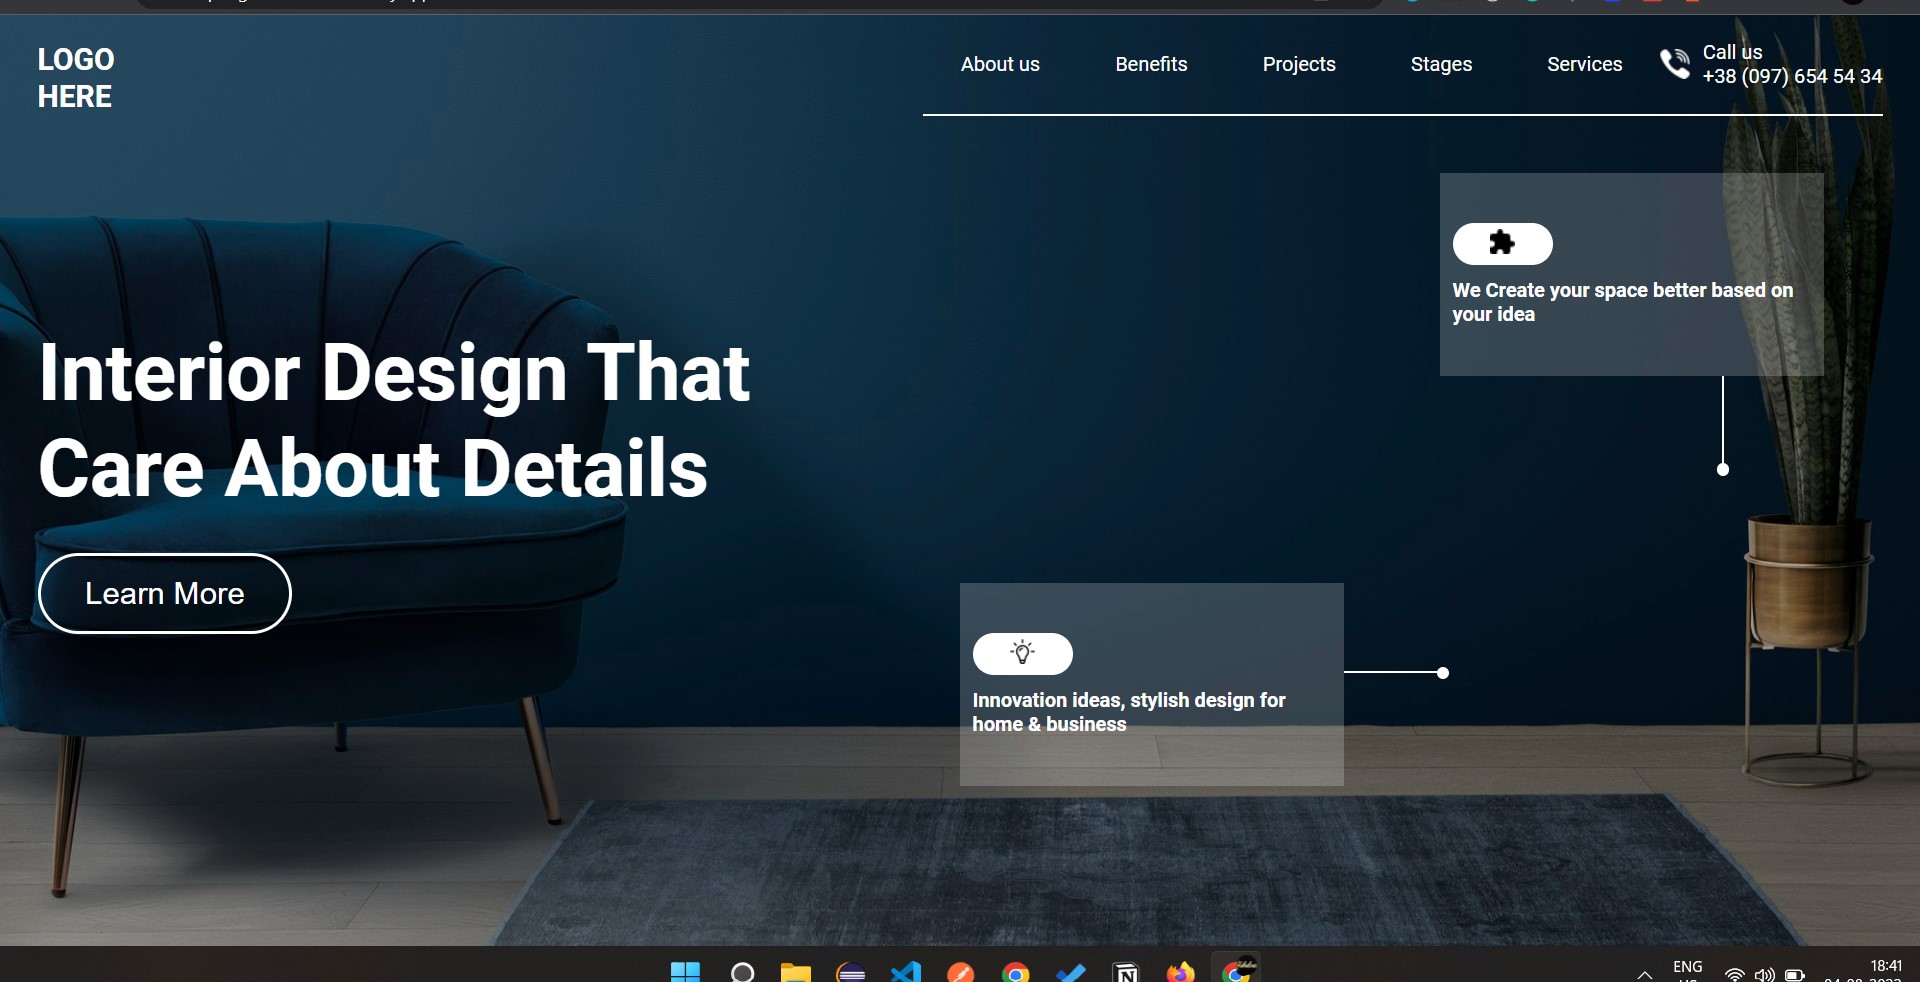 LOGO
HERE
About us
Benefits
Projects
Stages
Services
Call us
+38 (097) 654 54 34
We Create your space better based on
your idea
Interior Design That
Care About Details
Learn More
Innovation ideas, stylish design for
home & business
ENG
18:41